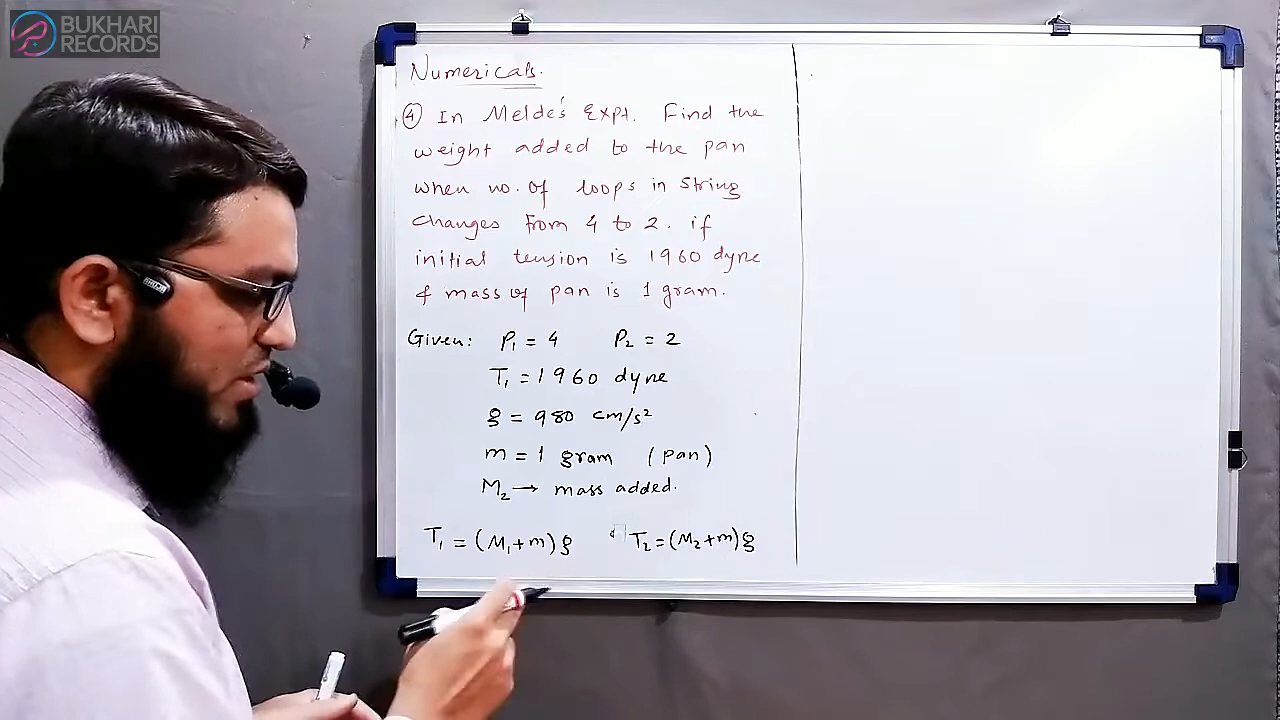 BUKHARI
RECORDS
Numericals.
④ In Melde's Expt. Find the
weight added to the pan
when no. of loops in string
changes from 4 to 2. if
initial tension is 1960 dyne
& mass of pan is 1 gram.
Given: P₁ = 4 P₂ = 2
T₁ = 1960 dyne
g = 980 cm/s²
m = 1 gram (pan)
M₂ → mass added.
T₁ = (M₁+m)g & T₂ = (M₂+m)g